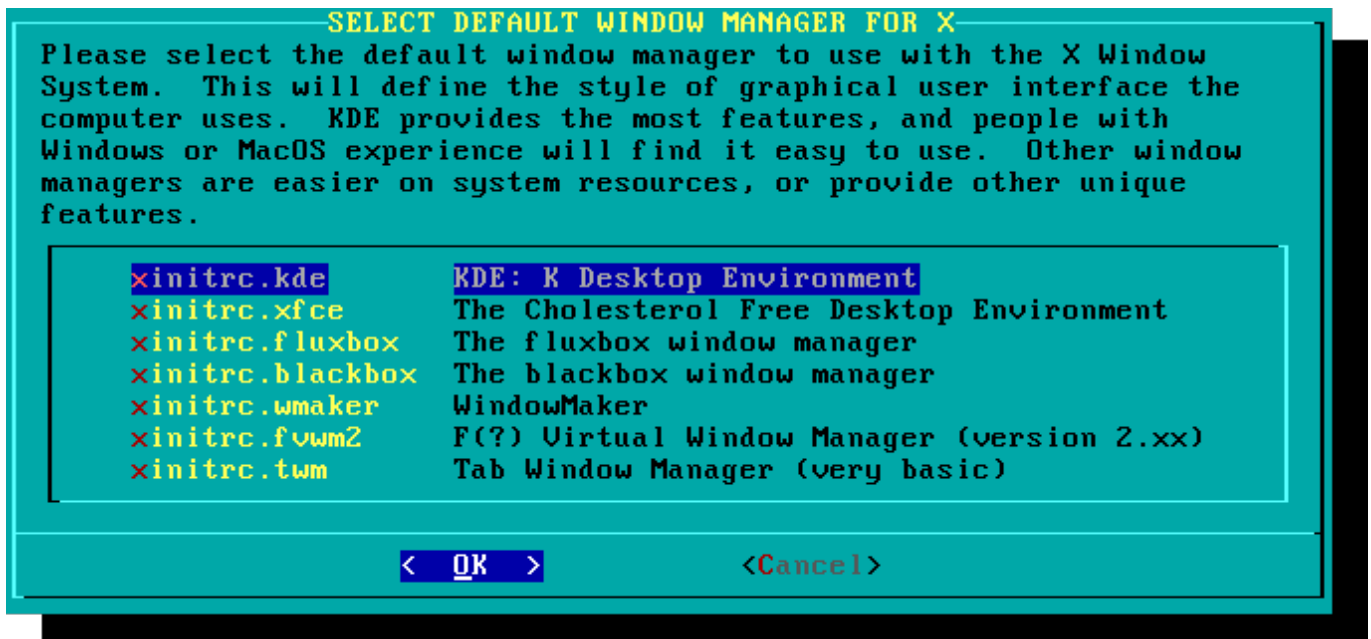 SELECT DEFAULT WINDOW MANAGER FOR X
Please select the default window manager to use with the X Window
System.  This will define the style of graphical user interface the
computer uses.  KDE provides the most features, and people with
Windows or MacOS experience will find it easy to use.  Other window
managers are easier on system resources, or provide other unique
features.
xinitrc.kde KDE: K Desktop Environment
xinitrc.xfce The Cholesterol Free Desktop Environment
xinitrc.fluxbox The fluxbox window manager
xinitrc.blackbox The blackbox window manager
xinitrc.wmaker WindowMaker
xinitrc.fvwm2 F(?) Virtual Window Manager (version 2.xx)
xinitrc.twm Tab Window Manager (very basic)
< OK > <Cancel>